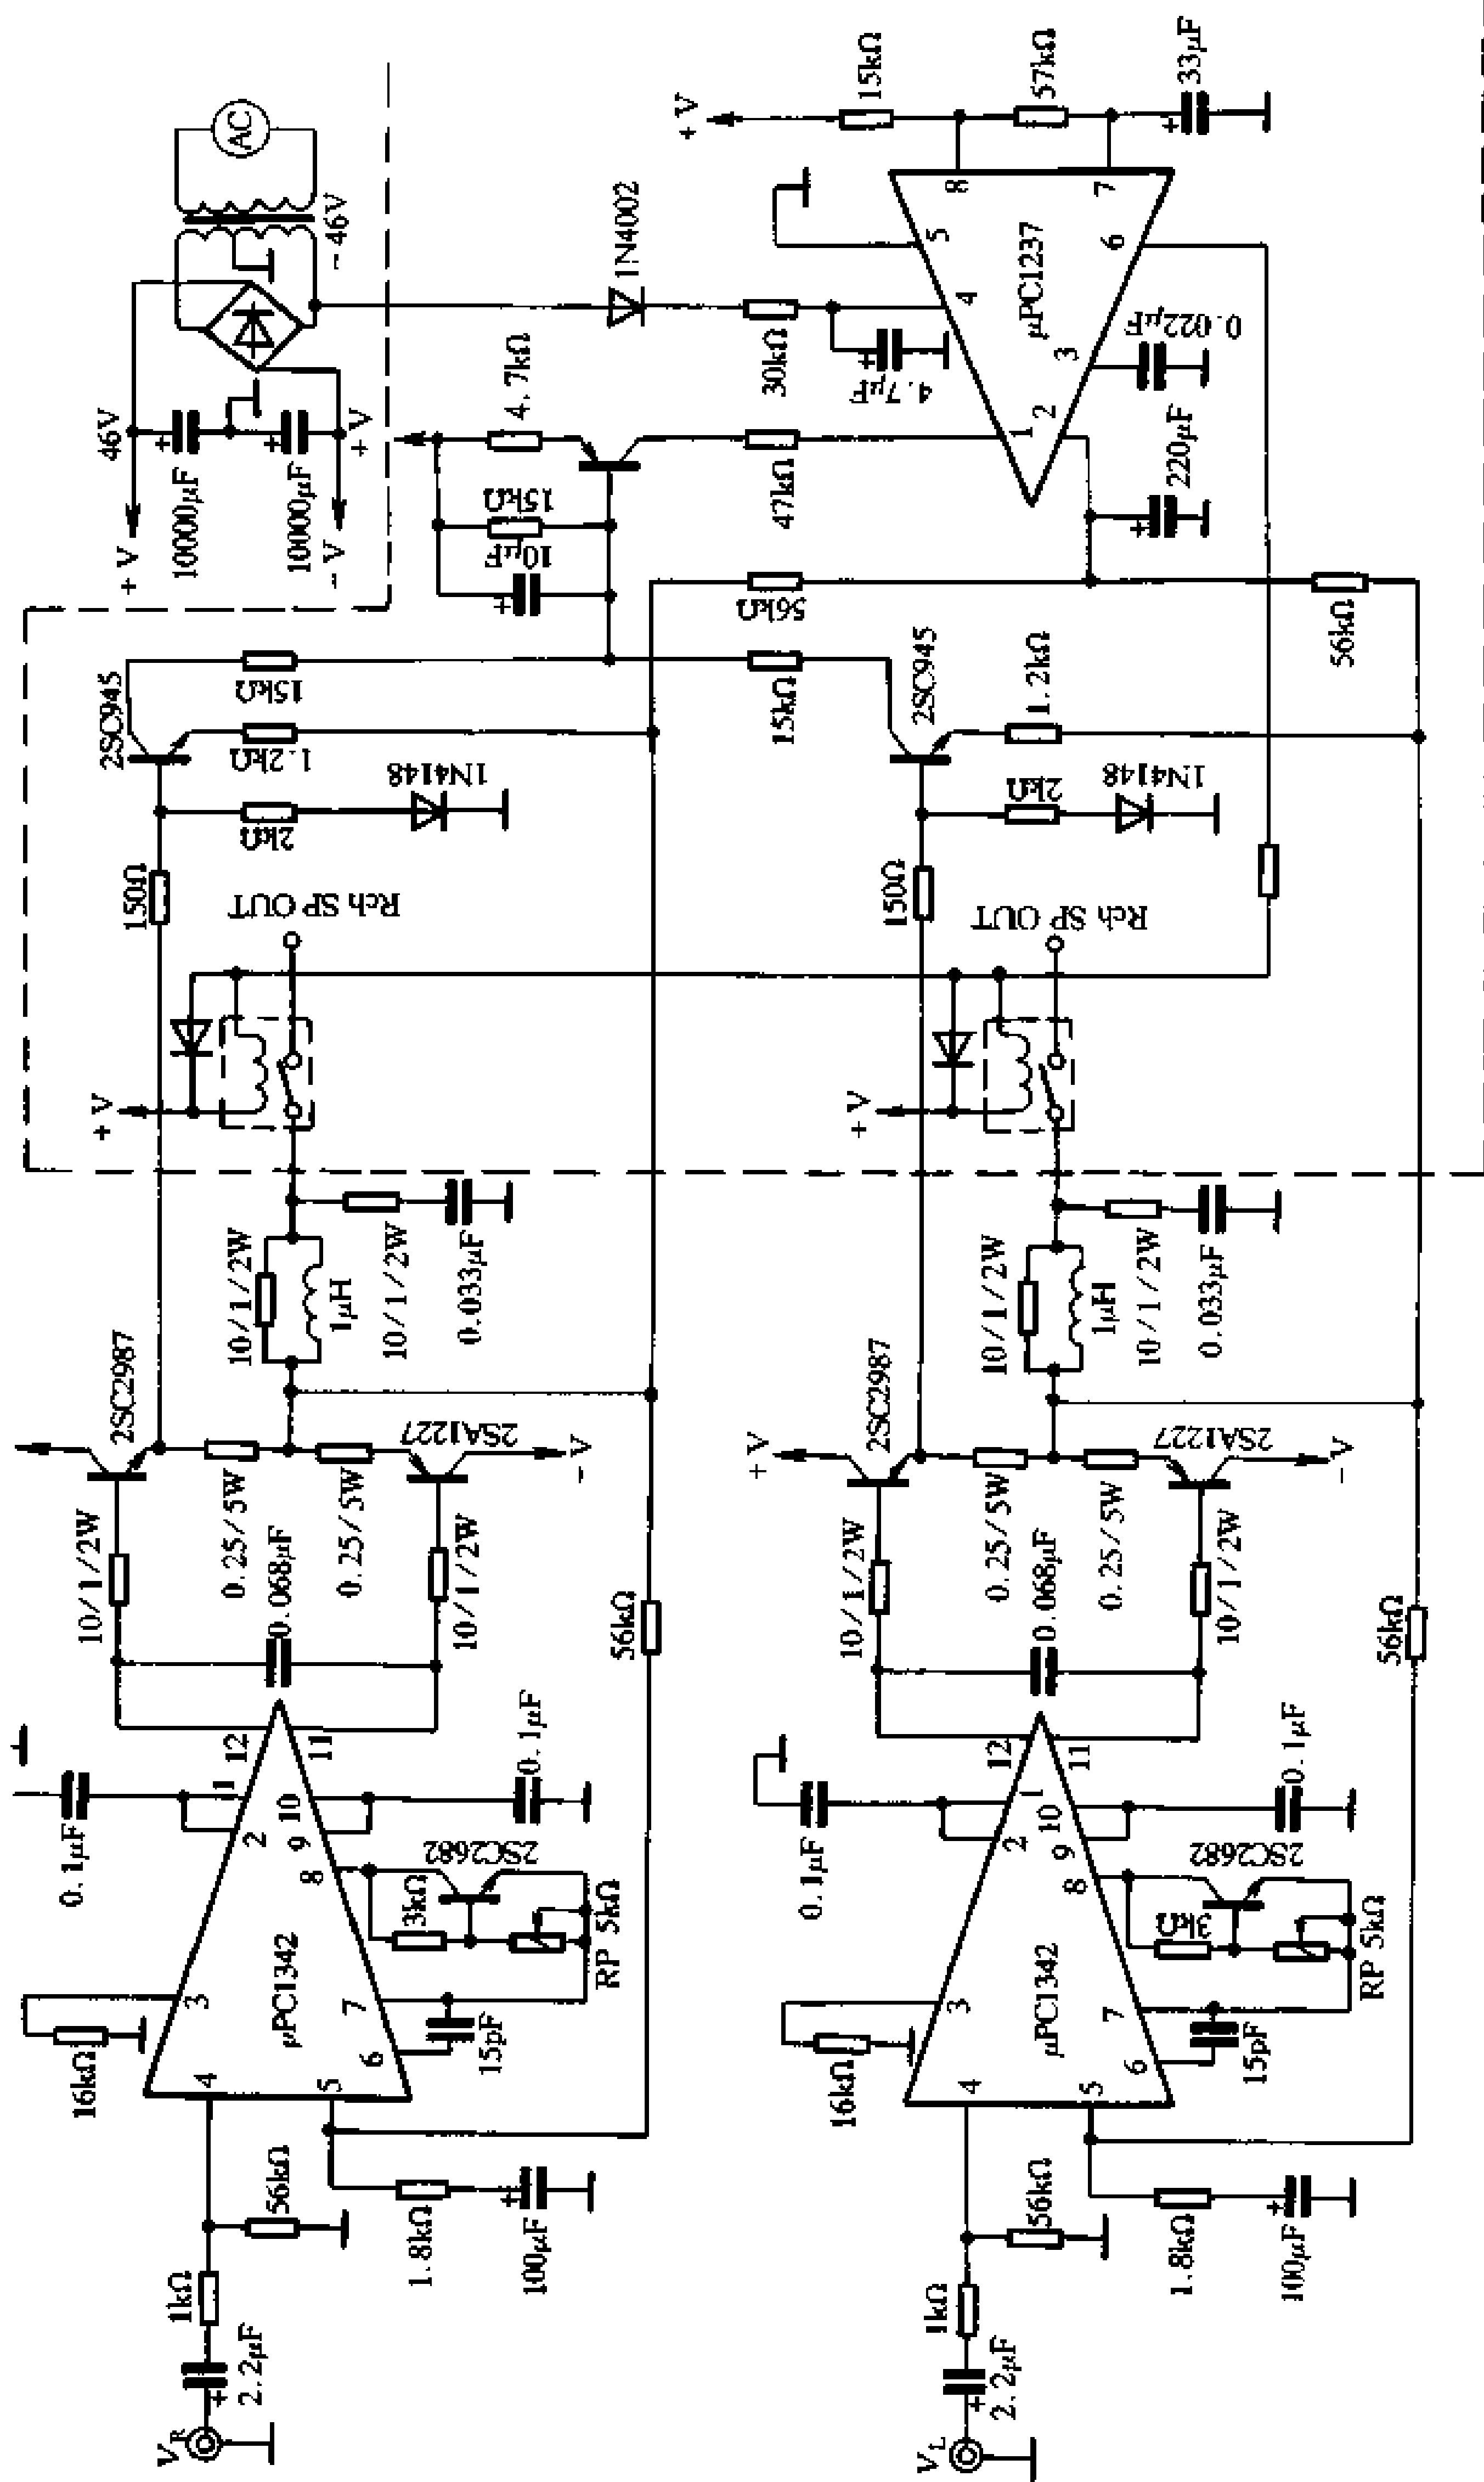 VR
2.2μF
1kΩ
56kΩ
16kΩ
1.8kΩ
100μF
4
3
5
6
7
8
9
10
2
1
12
11
μPC1342
15pF
RP 5kΩ
3kΩ
2SC2682
0.1μF
0.1μF
56kΩ
10/1/2W
0.068μF
10/1/2W
2SC2987
0.25/5W
0.25/5W
2SA1227
-V
10/1/2W
1μH
10/1/2W
0.033μF
+V
Rch SP OUT
150Ω
2kΩ
1N4148
2SC945
1.2kΩ
15kΩ
10μF
15kΩ
4.7kΩ
+V
+V
-V
10000μF
10000μF
46V
-46V
AC
1N4002
30kΩ
4.7μF
47kΩ
56kΩ
15kΩ
VL
2.2μF
1kΩ
56kΩ
16kΩ
1.8kΩ
100μF
4
3
5
6
7
8
9
10
2
1
12
11
μPC1342
15pF
RP 5kΩ
3kΩ
2SC2682
0.1μF
0.1μF
56kΩ
10/1/2W
0.068μF
10/1/2W
+V
2SC2987
0.25/5W
0.25/5W
2SA1227
-V
10/1/2W
1μH
10/1/2W
0.033μF
+V
Rch SP OUT
150Ω
2kΩ
1N4148
2SC945
1.2kΩ
56kΩ
220μF
0.022μF
1
2
3
4
5
6
7
8
μPC1237
+V
15kΩ
57kΩ
33μF